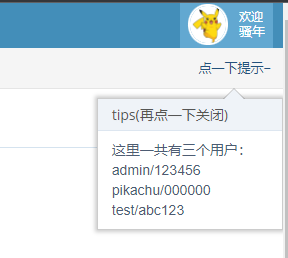 欢迎
骚年
点一下提示~
tips(再点一下关闭)
这里一共有三个用户：
admin/123456
pikachu/000000
test/abc123